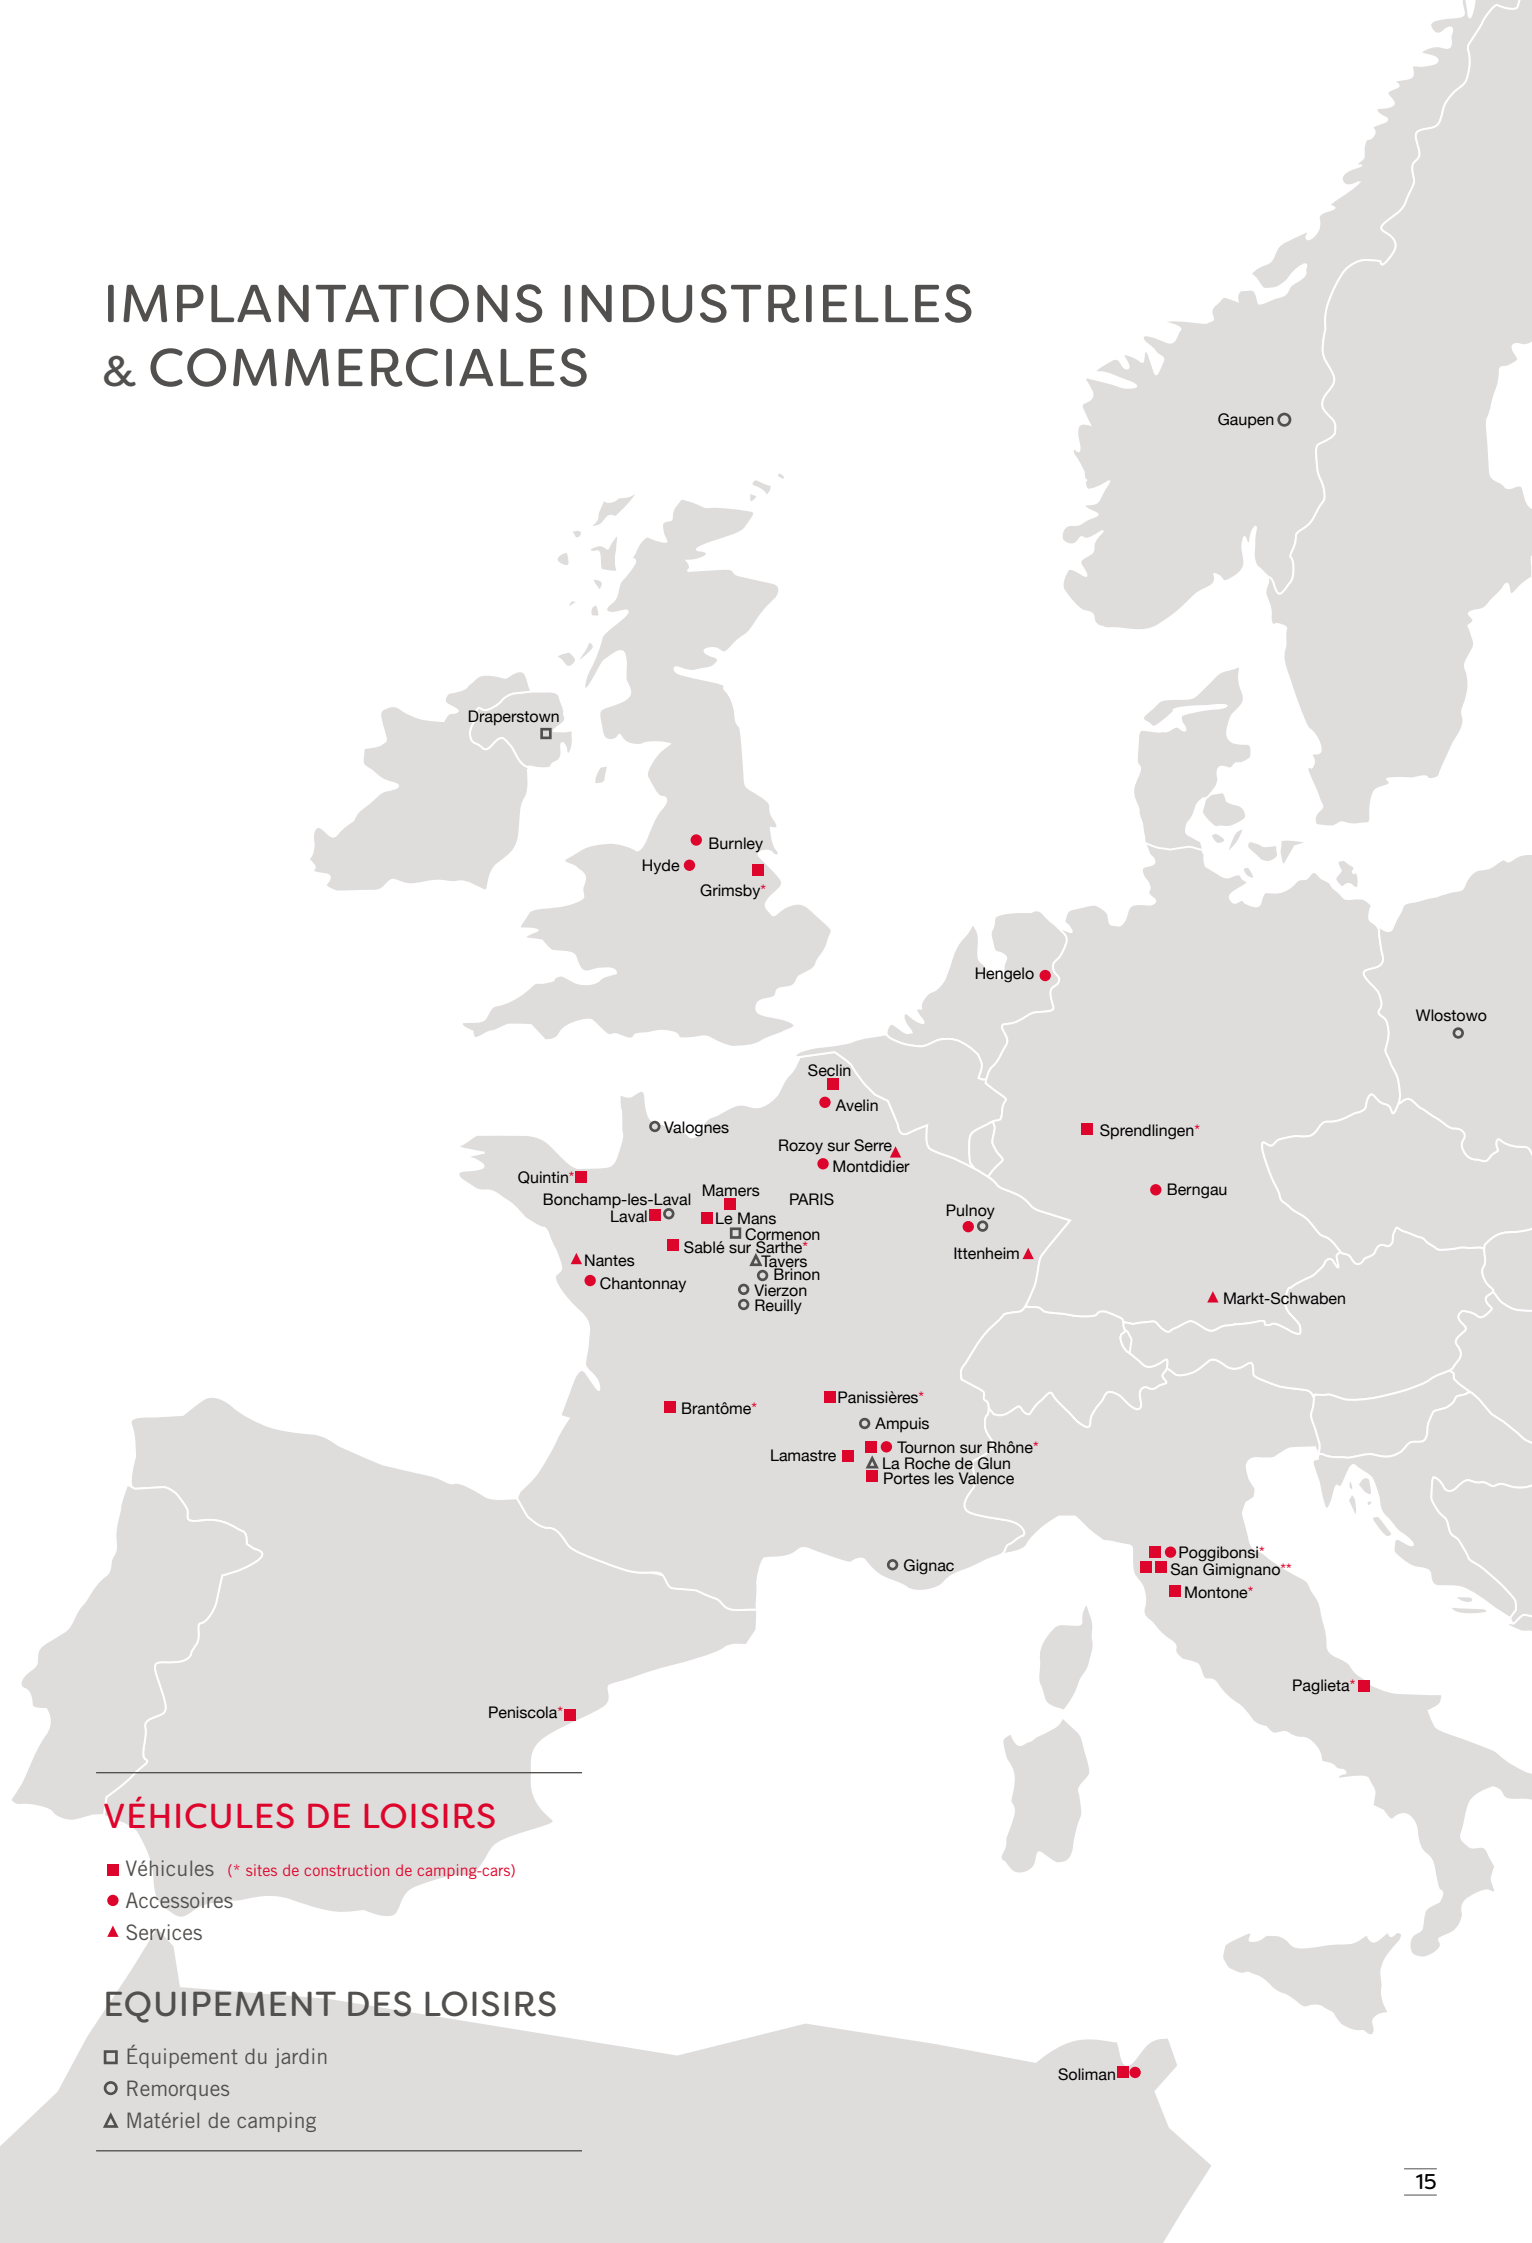 IMPLANTATIONS INDUSTRIELLES
& COMMERCIALES
Gaupen
Draperstown
Burnley
Hyde
Grimsby*
Hengelo
Wlostowo
Seclin
Avelin
Valognes
Sprendlingen*
Rozoy sur Serre
Montdidier
Quintin*
Berngau
Mamers
PARIS
Bonchamp-les-Laval
Pulnoy
Laval
Le Mans
Cormenon
Sablé sur Sarthe*
Ittenheim
Nantes
Tavers
Brinon
Chantonnay
Vierzon
Markt-Schwaben
Reuilly
Panissières*
Brantôme*
Ampuis
Tournon sur Rhône*
Lamastre
La Roche de Glun
Portes les Valence
Poggibonsi*
Gignac
San Gimignano**
Montone*
Paglieta*
Peniscola*
VÉHICULES DE LOISIRS
Véhicules (* sites de construction de camping-cars)
Accessoires
Services
EQUIPEMENT DES LOISIRS
Équipement du jardin
Remorques
Matériel de camping
Soliman
15